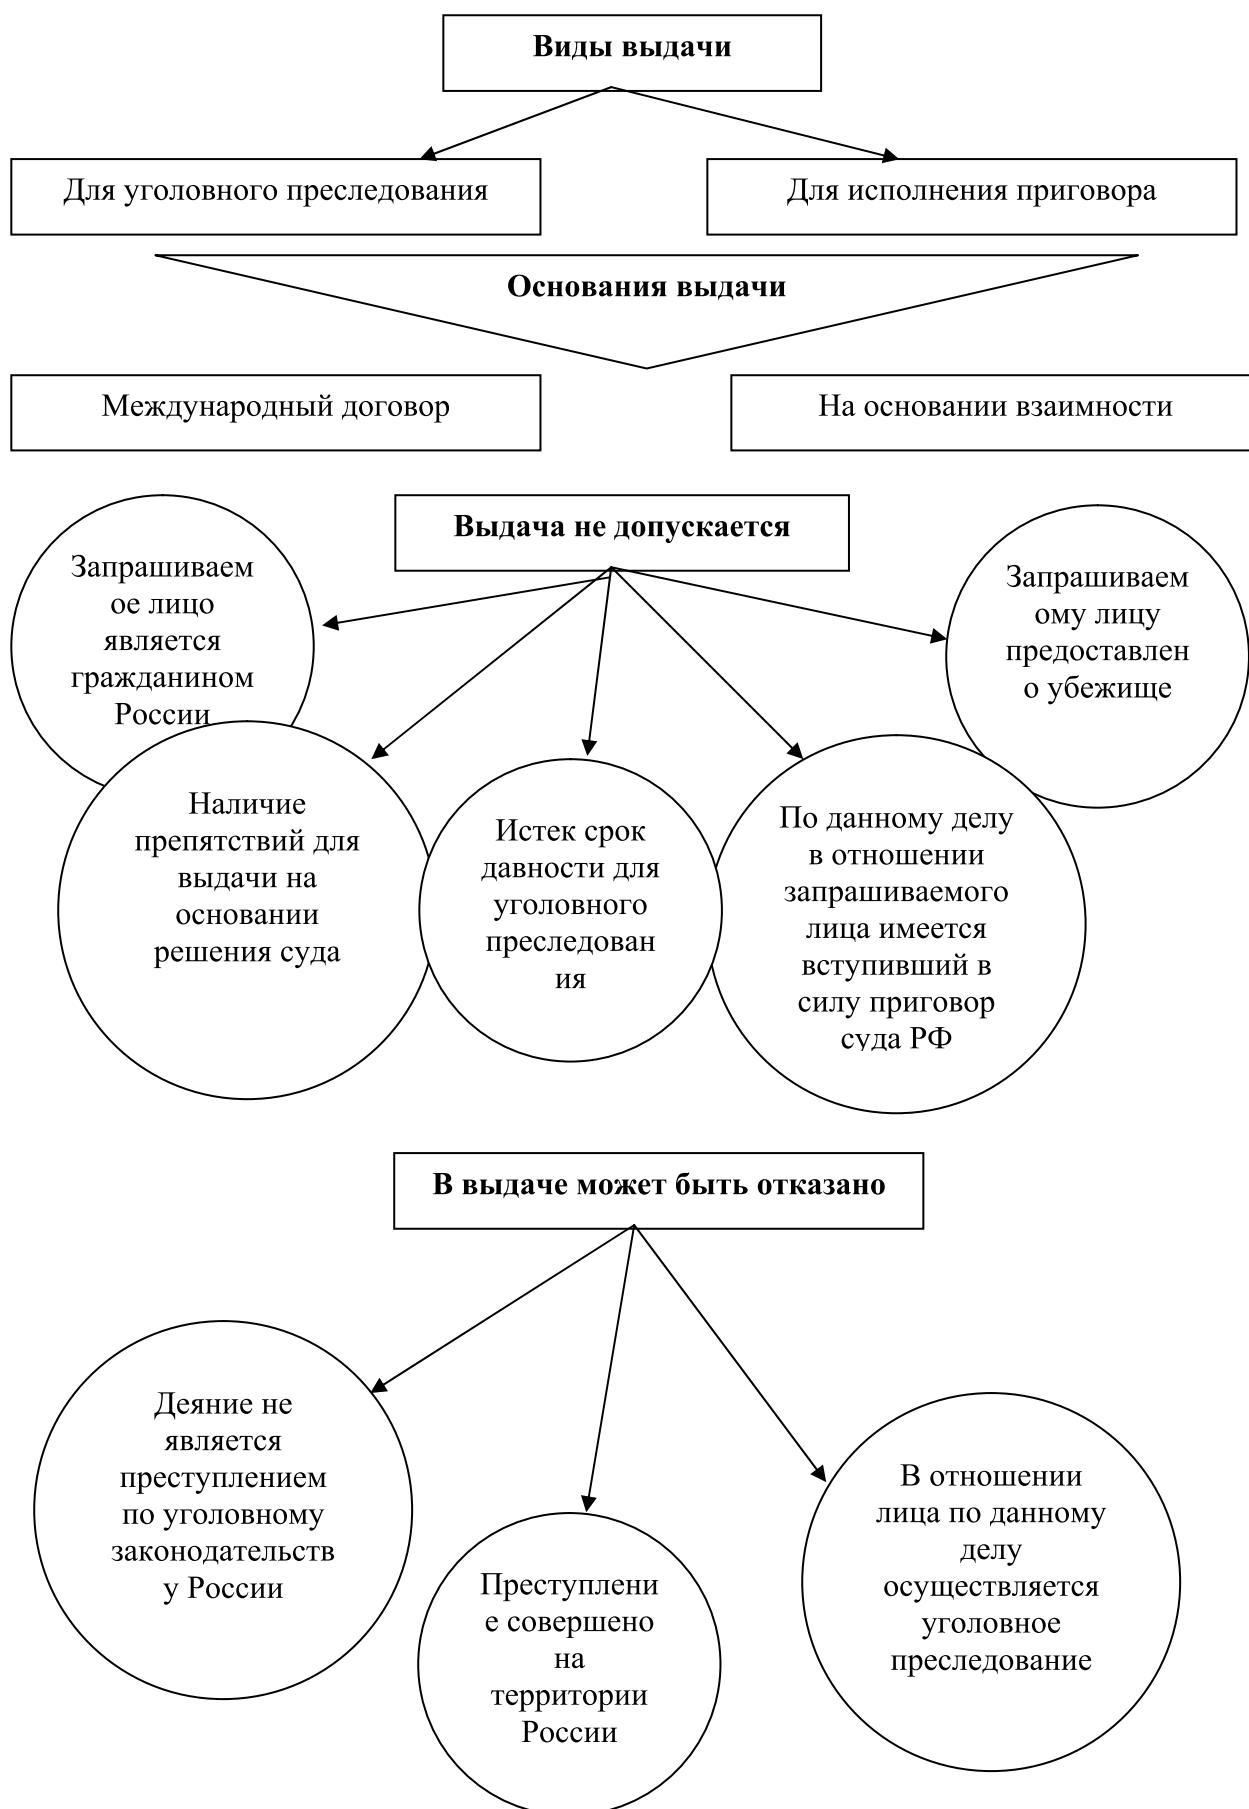 Виды выдачи
Для уголовного преследования
Для исполнения приговора
Основания выдачи
Международный договор
На основании взаимности
Выдача не допускается
Запрашиваем
ое лицо
является
гражданином
России
Запрашиваем
ому лицу
предоставлен
о убежище
Наличие
препятствий для
выдачи на
основании
решения суда
Истек срок
давности для
уголовного
преследован
ия
По данному делу
в отношении
запрашиваемого
лица имеется
вступивший в
силу приговор
суда РФ
В выдаче может быть отказано
Деяние не
является
преступлением
по уголовному
законодательств
у России
Преступлени
е совершено
на
территории
России
В отношении
лица по данному
делу
осуществляется
уголовное
преследование